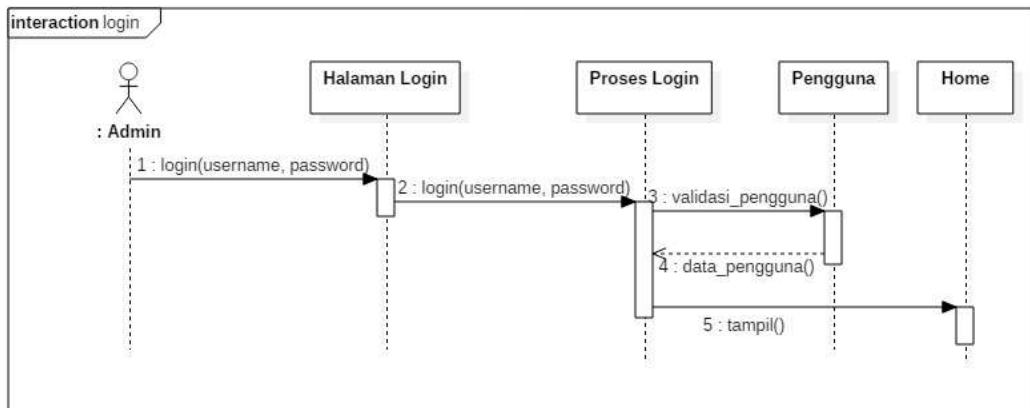 interaction login
Halaman Login
Proses Login
Pengguna
Home
: Admin
1 : login(username, password)
2 : login(username, password)
3 : validasi_pengguna()
4 : data_pengguna()
5 : tampil()